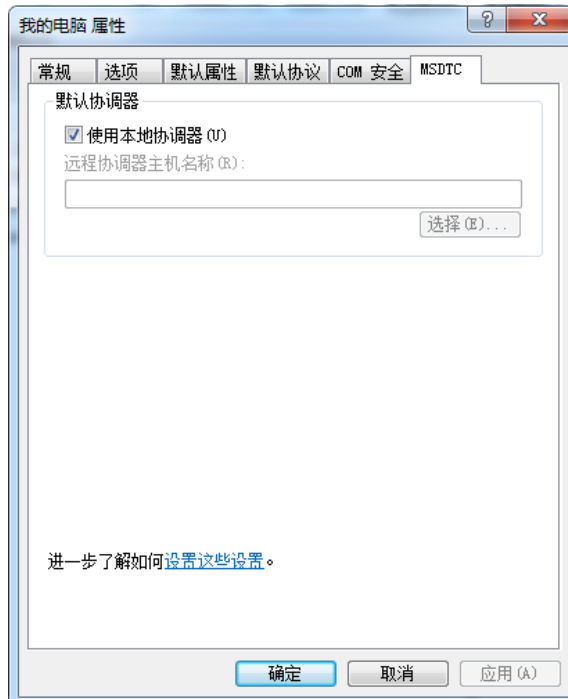 我的电脑 属性
常规 选项 默认属性 默认协议 COM 安全 MSDTC
默认协调器
使用本地协调器(U)
远程协调器主机名称(R):
选择(E)...
进一步了解如何设置这些设置。
确定 取消 应用(A)